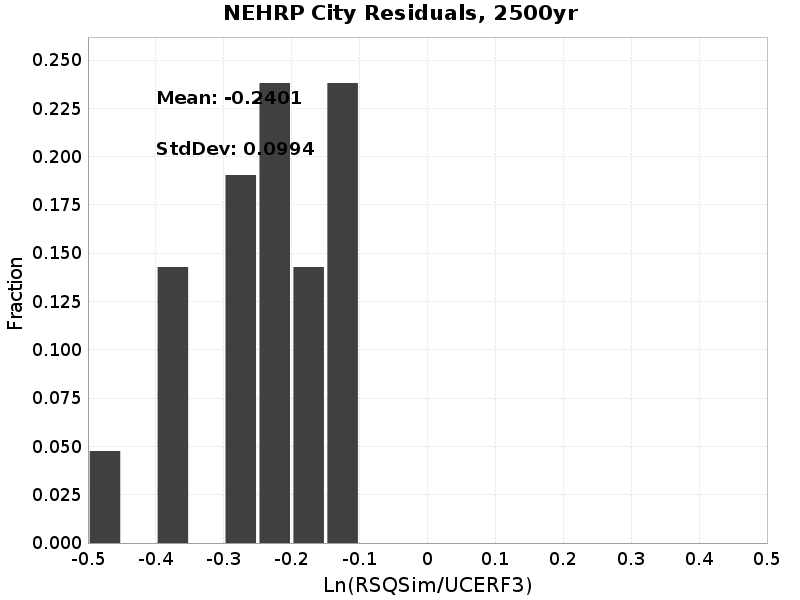 NEHRP City Residuals, 2500yr
0.250
Mean: -0.2401
0.225
StdDev: 0.0994
0.200
0.175
0.150
0.125
0.100
0.075
0.050
0.025
0.000
Fraction
-0.5 -0.4 -0.3 -0.2 -0.1 0 0.1 0.2 0.3 0.4 0.5
Ln(RSQSim/UCERF3)